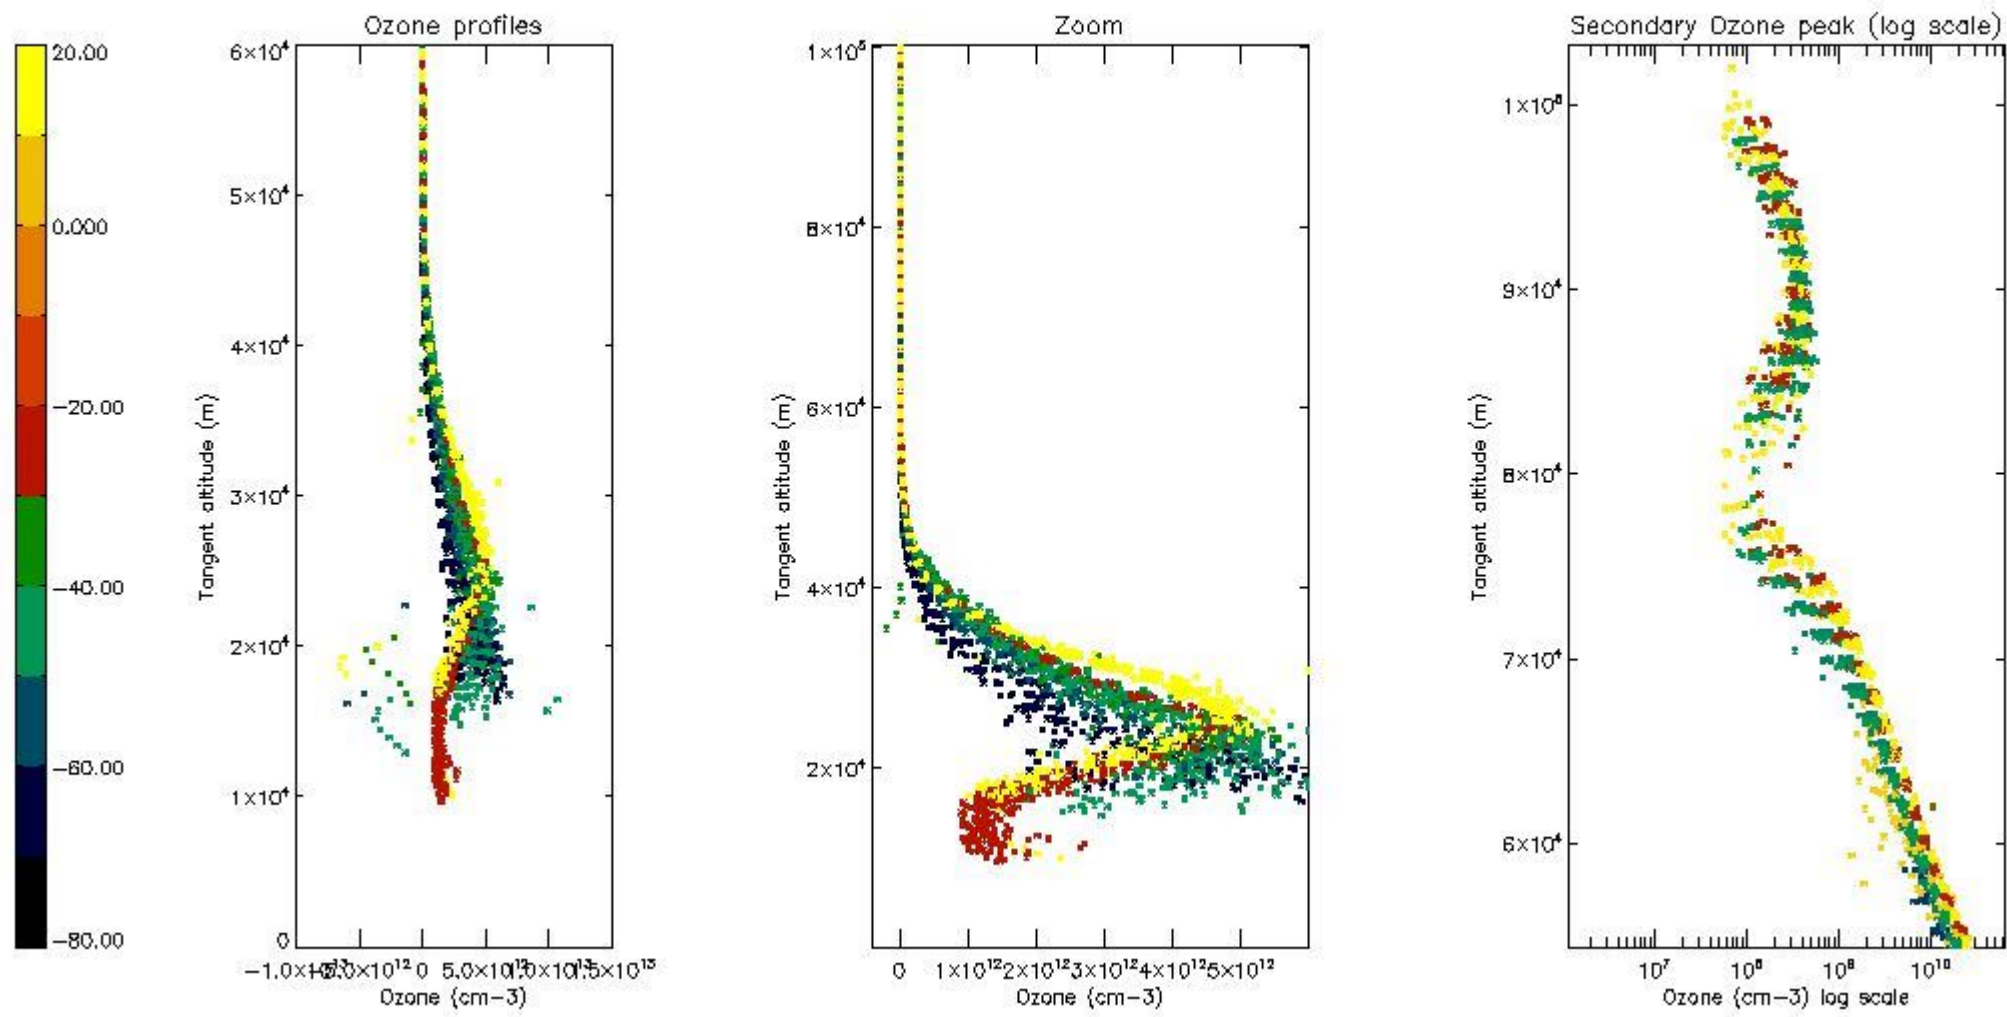 Ozone profiles
20.00
0.000
−20.00
−40.00
−60.00
−80.00
6×10⁴
5×10⁴
4×10⁴
3×10⁴
2×10⁴
1×10⁴
0
Tangent altitude (m)
0
Ozone (cm−3)
Zoom
1×10⁵
8×10⁴
6×10⁴
4×10⁴
2×10⁴
Tangent altitude (m)
0 1×10¹² 2×10¹² 3×10¹² 4×10¹² 5×10¹²
Ozone (cm−3)
Secondary Ozone peak (log scale)
1×10⁵
9×10⁴
8×10⁴
7×10⁴
6×10⁴
Tangent altitude (m)
10⁷ 10⁸ 10⁹ 10¹⁰
Ozone (cm−3) log scale